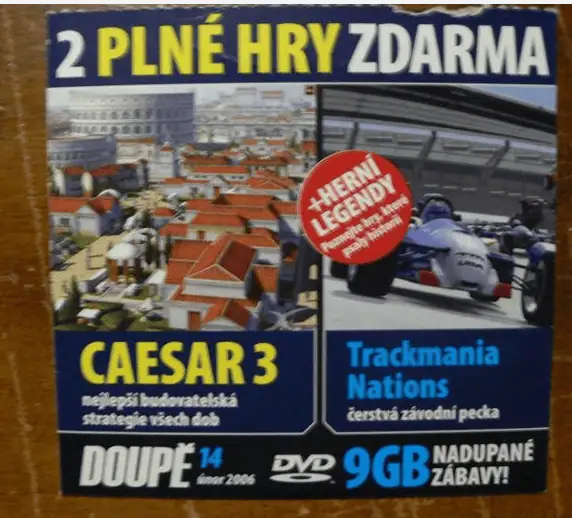 2 PLNÉ HRY ZDARMA
+HERNÍ
LEGENDY
Poznejte hry, které
psaly historii
CAESAR 3
nejlepší budovatelská
strategie všech dob
Trackmania
Nations
čerstvá závodní pecka
DOUPĚ 14
únor 2006
DVD
9GB NADUPANÉ
ZÁBAVY!